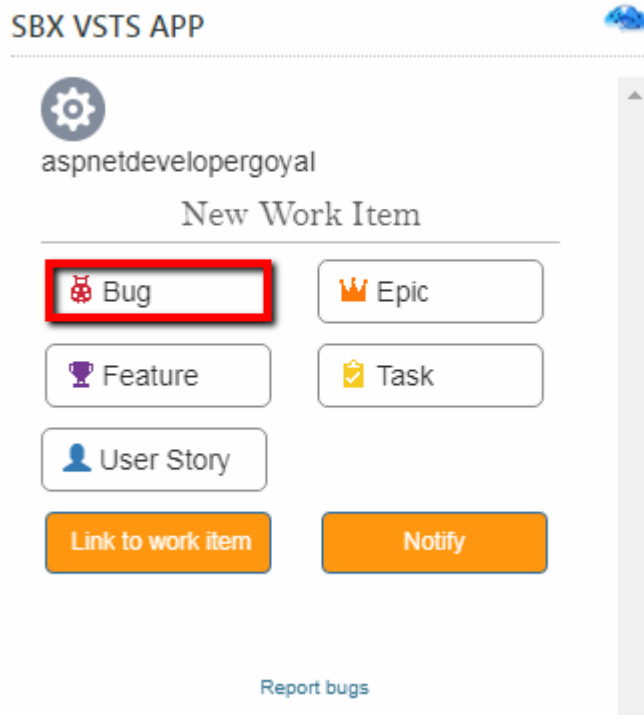 SBX VSTS APP
aspnetdevelopergoyal
New Work Item
Bug
Epic
Feature
Task
User Story
Link to work item
Notify
Report bugs